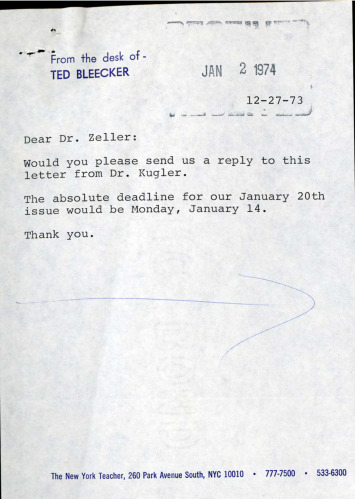 From the desk of -
TED BLEECKER
JAN 2 1974
12-27-73
Dear Dr. Zeller:
Would you please send us a reply to this
letter from Dr. Kugler.
The absolute deadline for our January 20th
issue would be Monday, January 14.
Thank you.
The New York Teacher, 260 Park Avenue South, NYC 10010 • 777-7500 • 533-6300